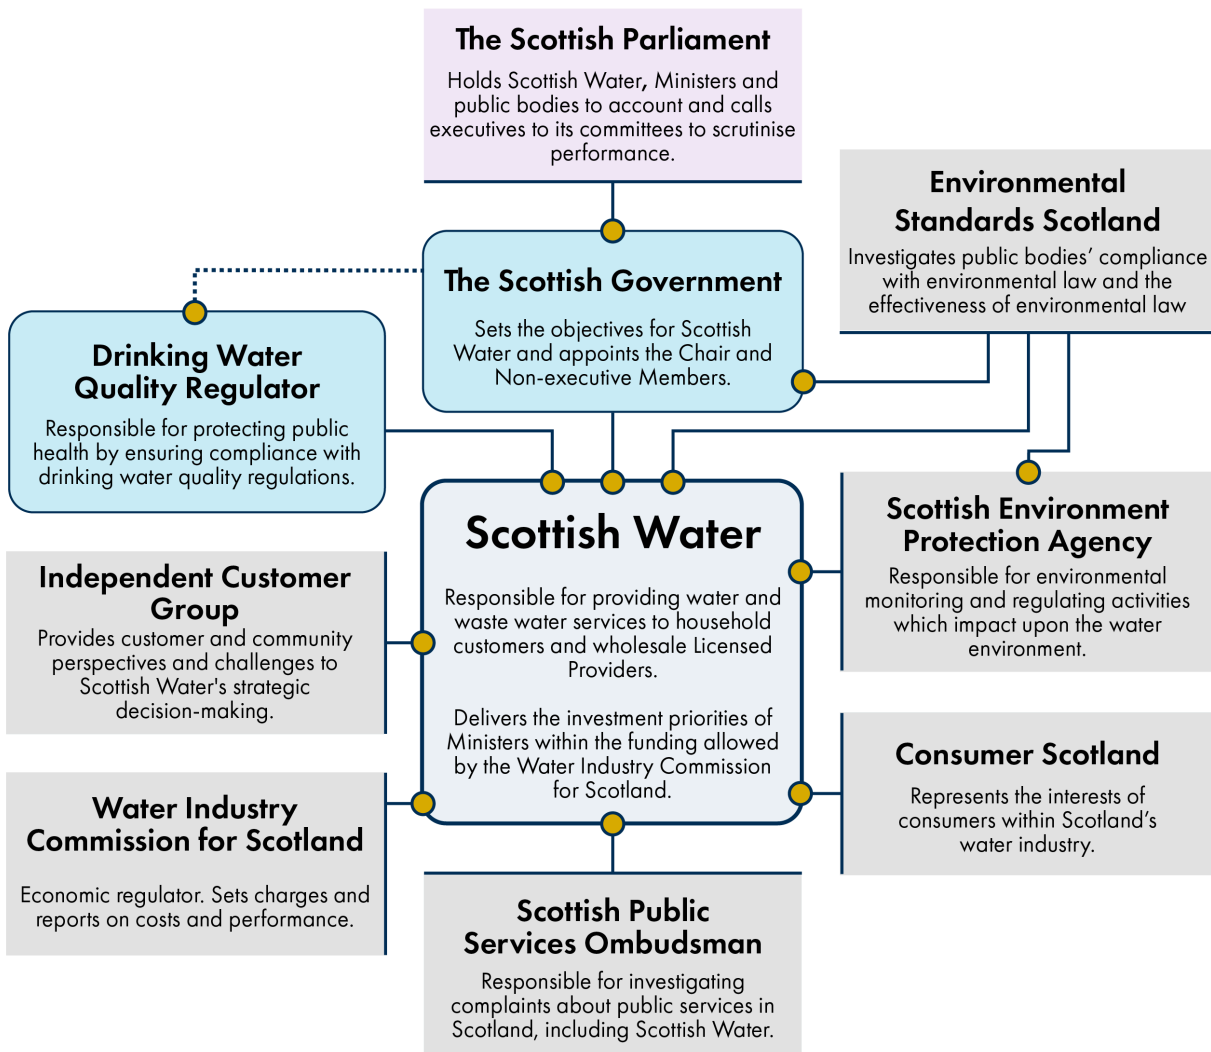 The Scottish Parliament
Holds Scottish Water, Ministers and
public bodies to account and calls
executives to its committees to scrutinise
performance.
Environmental
Standards Scotland
Investigates public bodies’ compliance
with environmental law and the
effectiveness of environmental law
The Scottish Government
Sets the objectives for Scottish
Water and appoints the Chair and
Non-executive Members.
Drinking Water
Quality Regulator
Responsible for protecting public
health by ensuring compliance with
drinking water quality regulations.
Scottish Water
Responsible for providing water and
waste water services to household
customers and wholesale Licensed
Providers.
Delivers the investment priorities of
Ministers within the funding allowed
by the Water Industry Commission
for Scotland.
Scottish Environment
Protection Agency
Responsible for environmental
monitoring and regulating activities
which impact upon the water
environment.
Independent Customer
Group
Provides customer and community
perspectives and challenges to
Scottish Water's strategic
decision-making.
Consumer Scotland
Represents the interests of
consumers within Scotland’s
water industry.
Water Industry
Commission for Scotland
Economic regulator. Sets charges and
reports on costs and performance.
Scottish Public
Services Ombudsman
Responsible for investigating
complaints about public services in
Scotland, including Scottish Water.